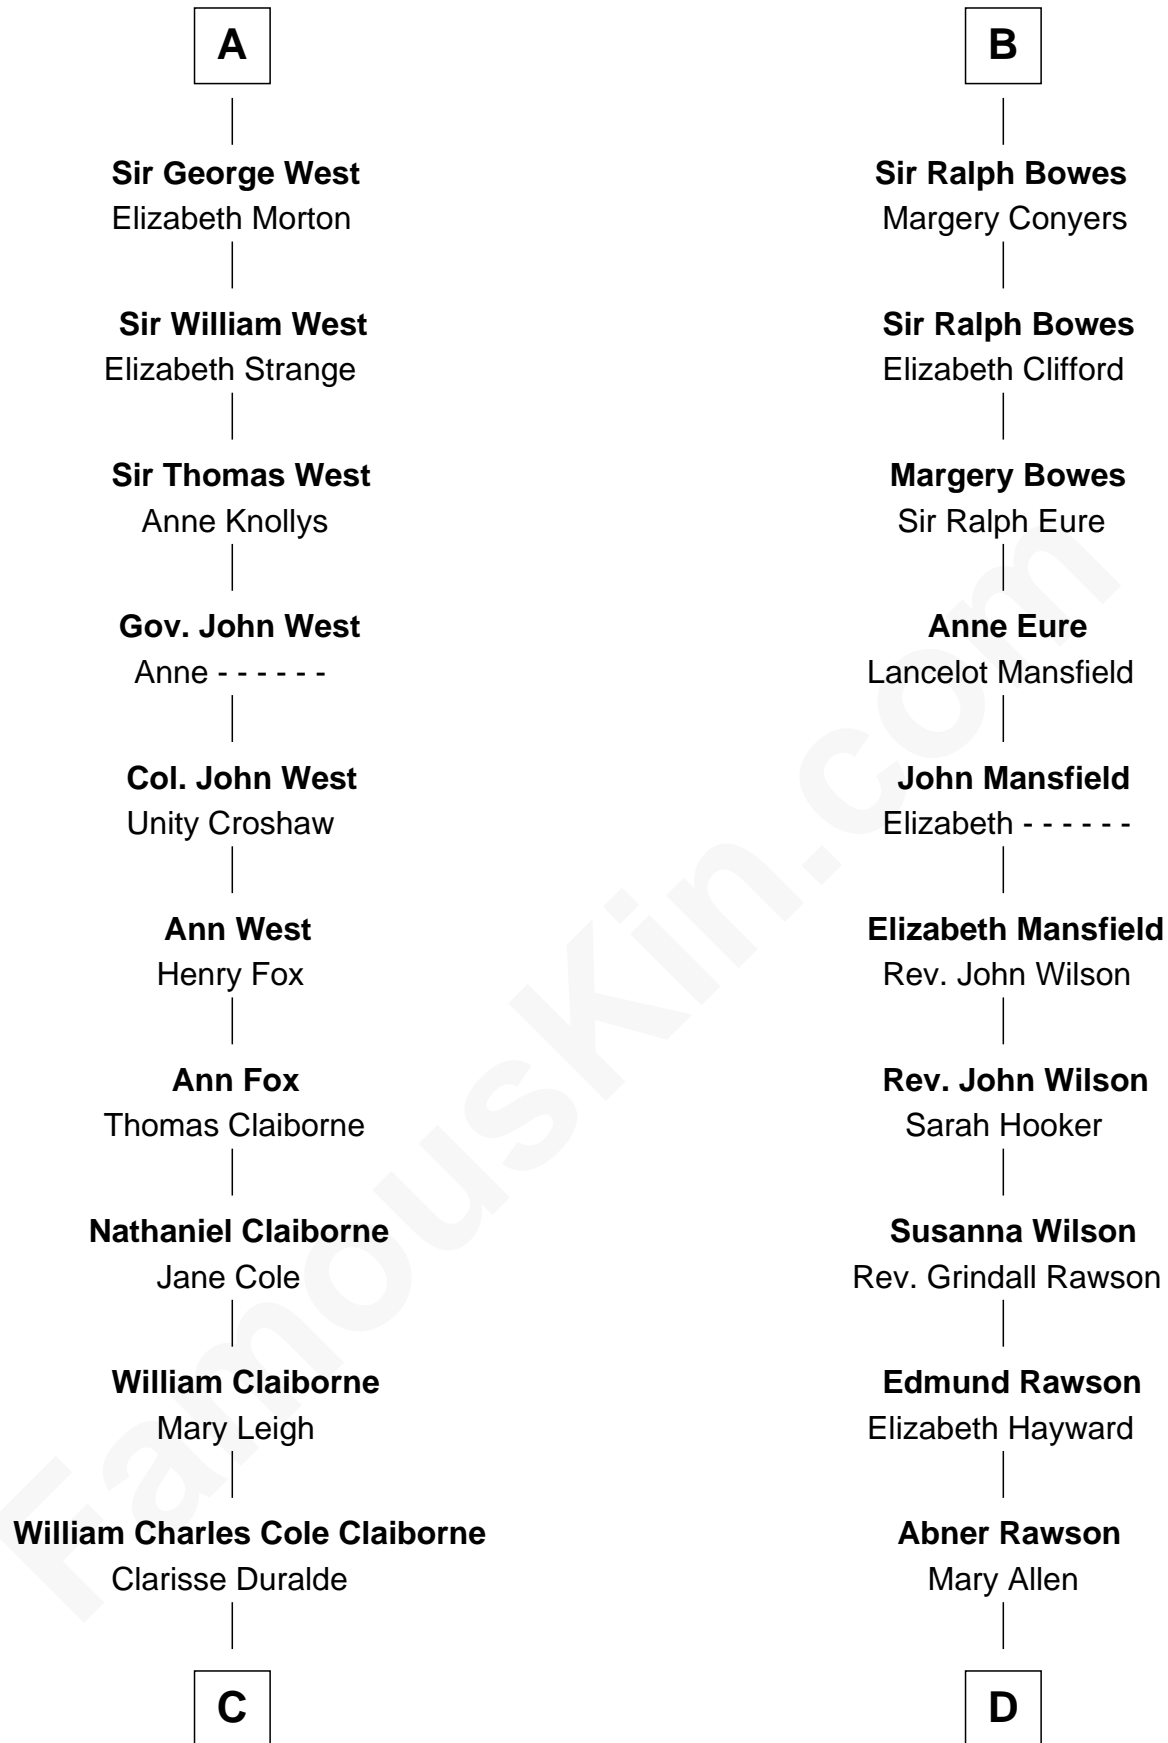 A
Sir George West
Elizabeth Morton
Sir William West
Elizabeth Strange
Sir Thomas West
Anne Knollys
Gov. John West
Anne - - - - - -
Col. John West
Unity Croshaw
Ann West
Henry Fox
Ann Fox
Thomas Claiborne
Nathaniel Claiborne
Jane Cole
William Claiborne
Mary Leigh
William Charles Cole Claiborne
Clarisse Duralde
C
B
Sir Ralph Bowes
Margery Conyers
Sir Ralph Bowes
Elizabeth Clifford
Margery Bowes
Sir Ralph Eure
Anne Eure
Lancelot Mansfield
John Mansfield
Elizabeth - - - - - -
Elizabeth Mansfield
Rev. John Wilson
Rev. John Wilson
Sarah Hooker
Susanna Wilson
Rev. Grindall Rawson
Edmund Rawson
Elizabeth Hayward
Abner Rawson
Mary Allen
D
FamousKin.com